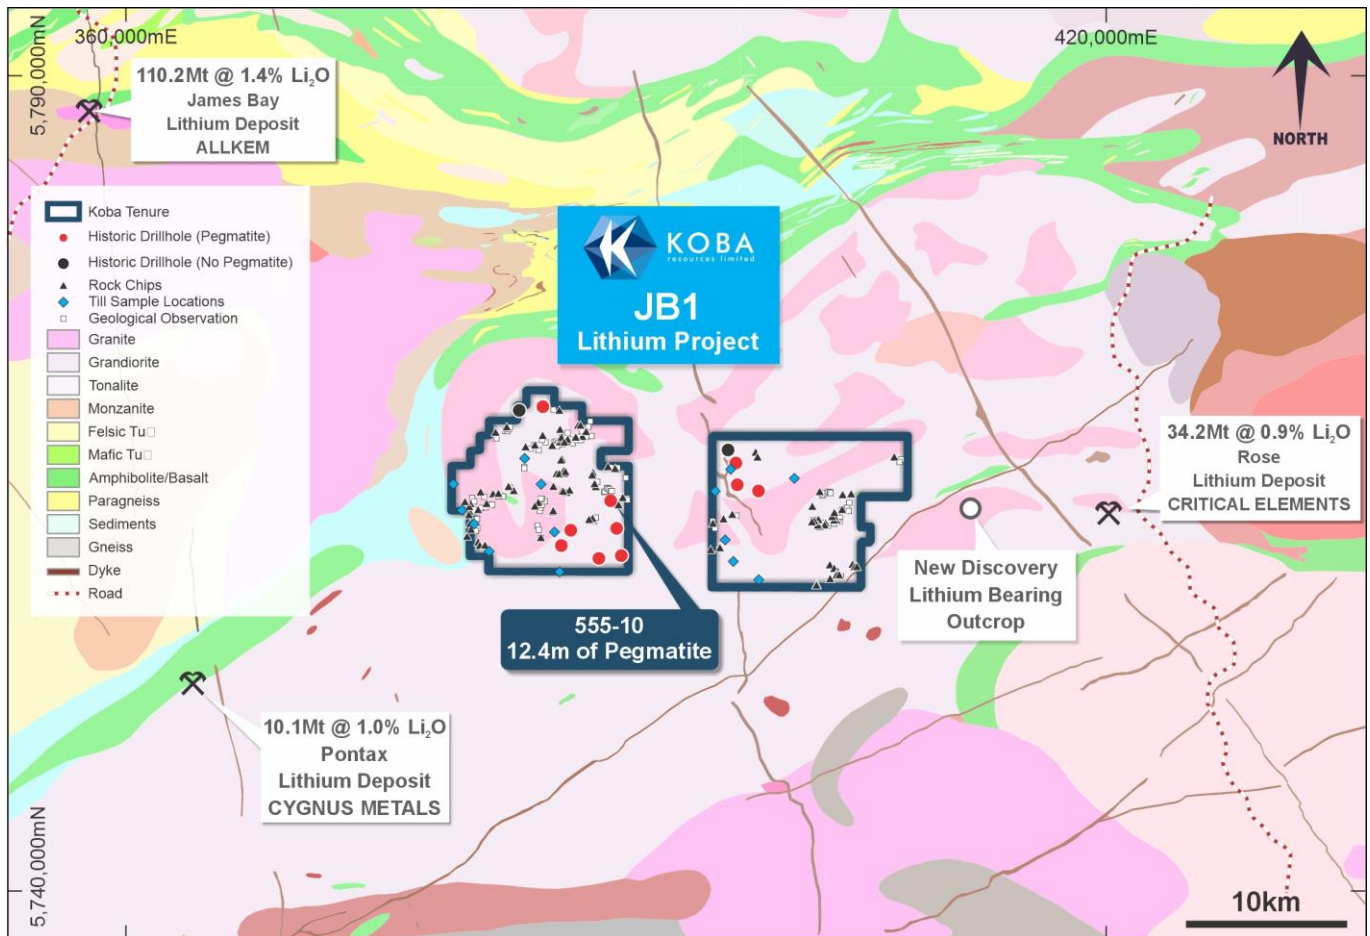 360,000mE
420,000mE
5,790,000mN
110.2Mt @ 1.4% Li₂O
James Bay
Lithium Deposit
ALLKEM
NORTH
Koba Tenure
Historic Drillhole (Pegmatite)
Historic Drillhole (No Pegmatite)
Rock Chips
Till Sample Locations
Geological Observation
Granite
Grandiorite
Tonalite
Monzanite
Felsic Tu□
Mafic Tu□
Amphibolite/Basalt
Paragneiss
Sediments
Gneiss
Dyke
Road
KOBA
resources limited
JB1
Lithium Project
34.2Mt @ 0.9% Li₂O
Rose
Lithium Deposit
CRITICAL ELEMENTS
New Discovery
Lithium Bearing
Outcrop
555-10
12.4m of Pegmatite
10.1Mt @ 1.0% Li₂O
Pontax
Lithium Deposit
CYGNUS METALS
5,740,000mN
10km